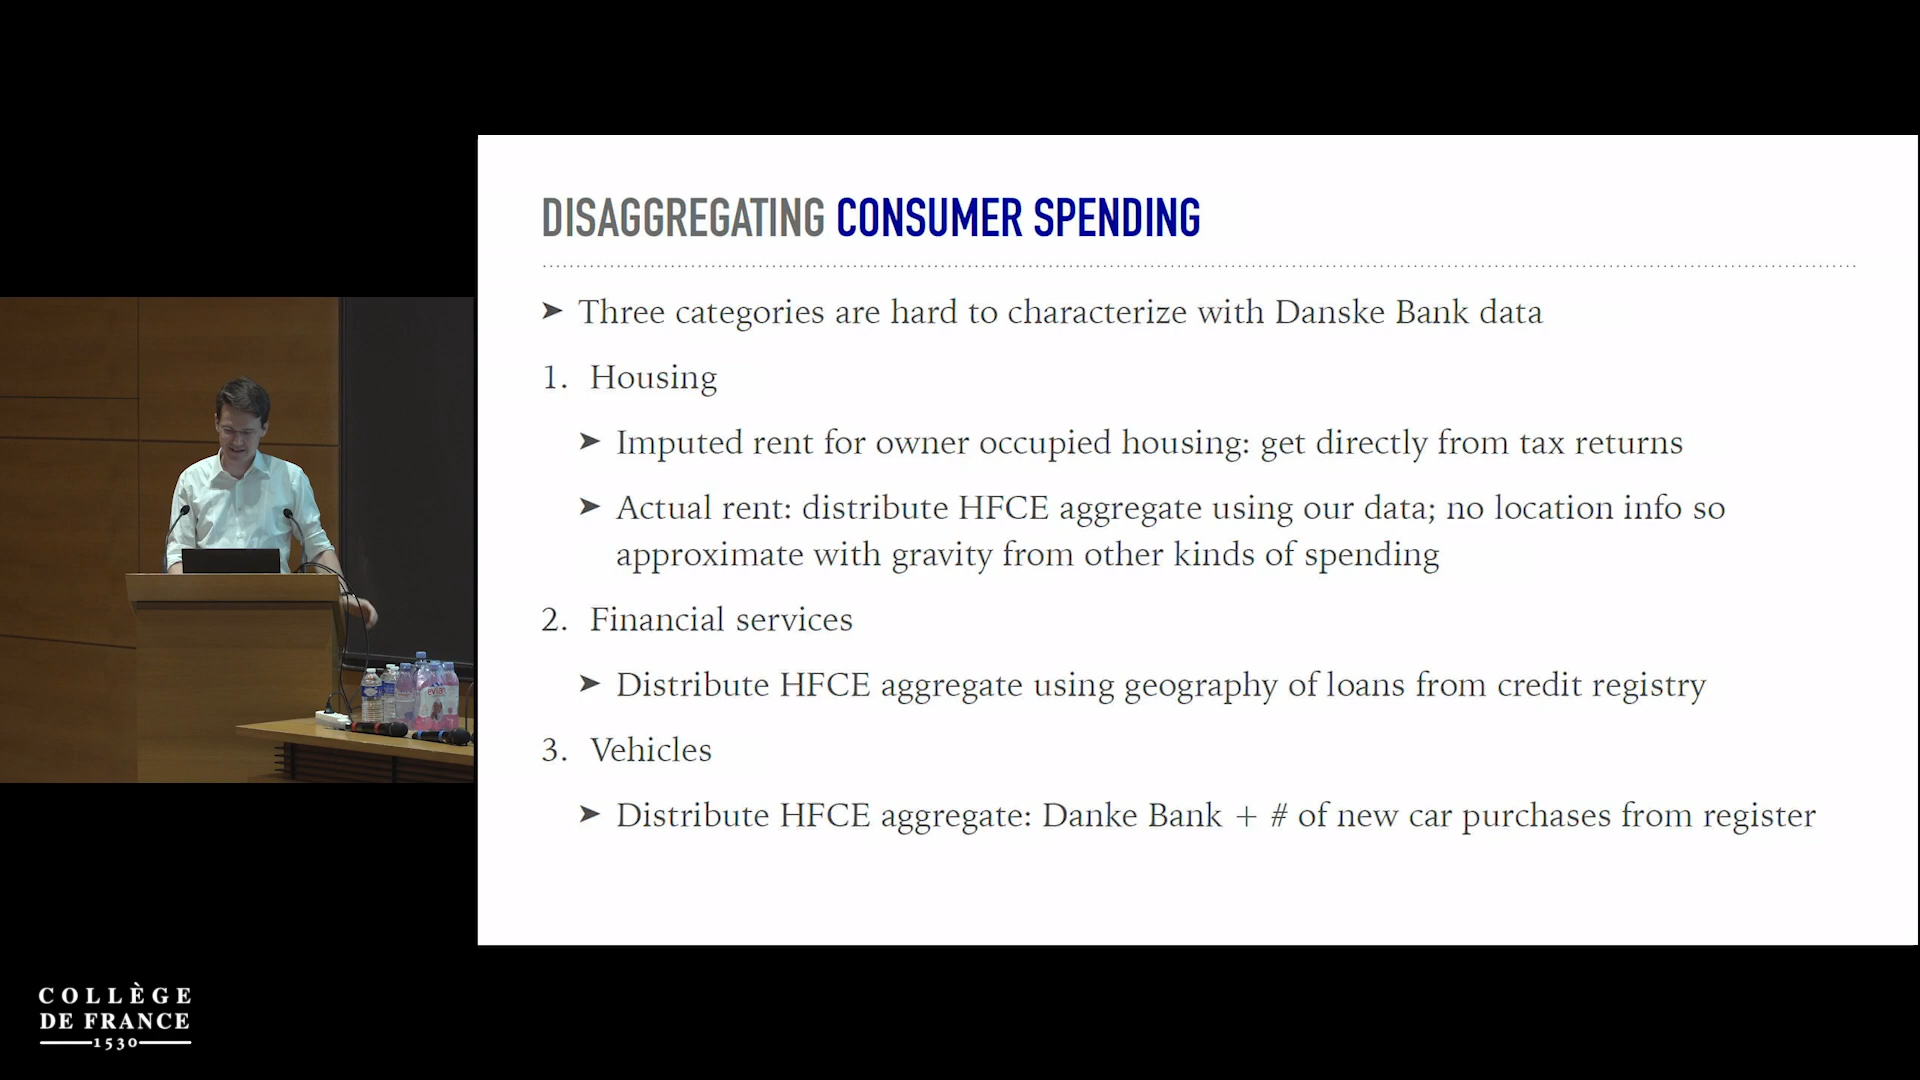 DISAGGREGATING CONSUMER SPENDING
➤ Three categories are hard to characterize with Danske Bank data
1. Housing
➤ Imputed rent for owner occupied housing: get directly from tax returns
➤ Actual rent: distribute HFCE aggregate using our data; no location info so
approximate with gravity from other kinds of spending
2. Financial services
➤ Distribute HFCE aggregate using geography of loans from credit registry
3. Vehicles
➤ Distribute HFCE aggregate: Danke Bank + # of new car purchases from register
evian
COLLÈGE
DE FRANCE
1530